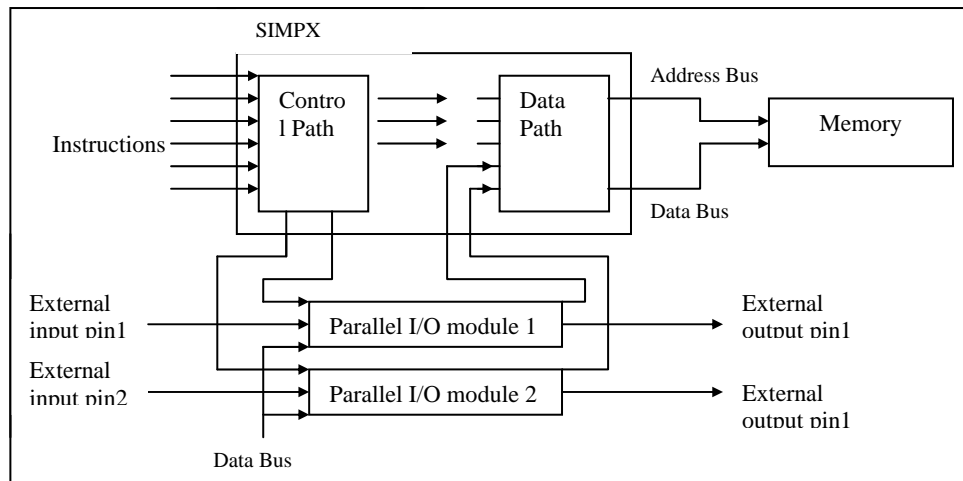 SIMPX
Contro
l Path
Data
Path
Address Bus
Memory
Instructions
Data Bus
External
input pin1
Parallel I/O module 1
External
output pin1
External
input pin2
Parallel I/O module 2
External
output pin1
Data Bus